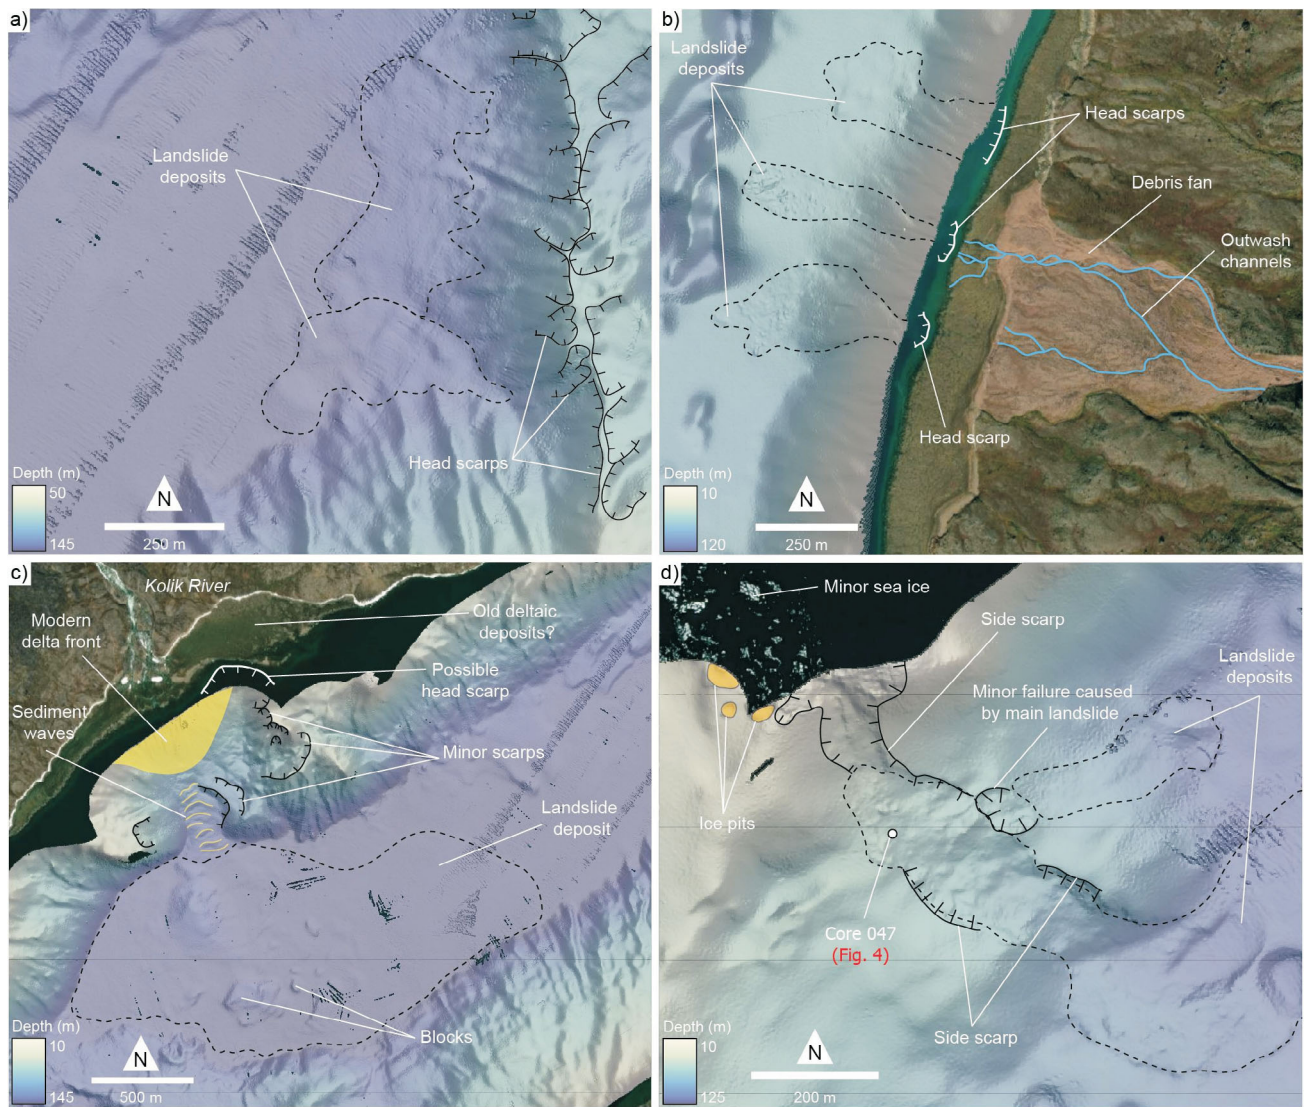 a)
Landslide
deposits
Head scarps
Depth (m)
50
145
N
250 m
b)
Landslide
deposits
Head scarps
Debris fan
Outwash
channels
Head scarp
Depth (m)
10
120
N
250 m
c)
Kolik River
Modern
delta front
Old deltaic
deposits?
Possible
head scarp
Sediment
waves
Minor scarps
Landslide
deposit
Blocks
Depth (m)
10
145
N
500 m
d)
Minor sea ice
Side scarp
Landslide
deposits
Minor failure caused
by main landslide
Ice pits
Core 047
(Fig. 4)
Side scarp
Depth (m)
10
125
N
200 m